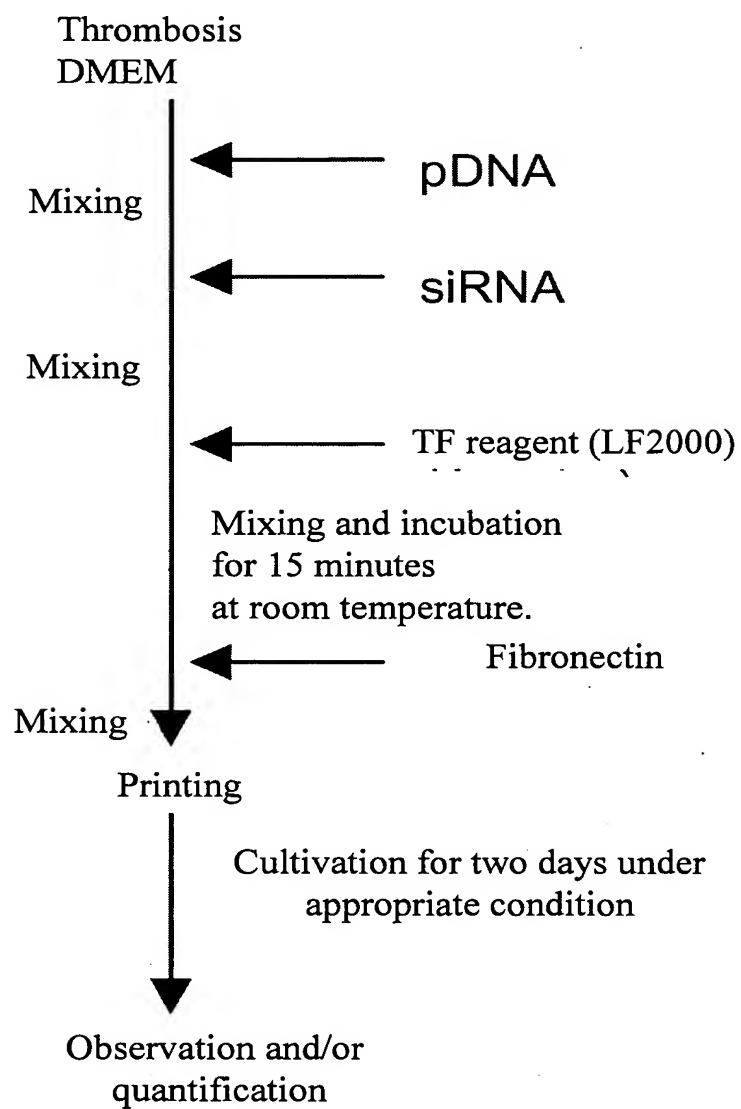 Thrombosis
DMEM
pDNA
Mixing
siRNA
Mixing
TF reagent (LF2000)
Mixing and incubation
for 15 minutes
at room temperature.
Fibronectin
Mixing
Printing
Cultivation for two days under
appropriate condition
Observation and/or
quantification